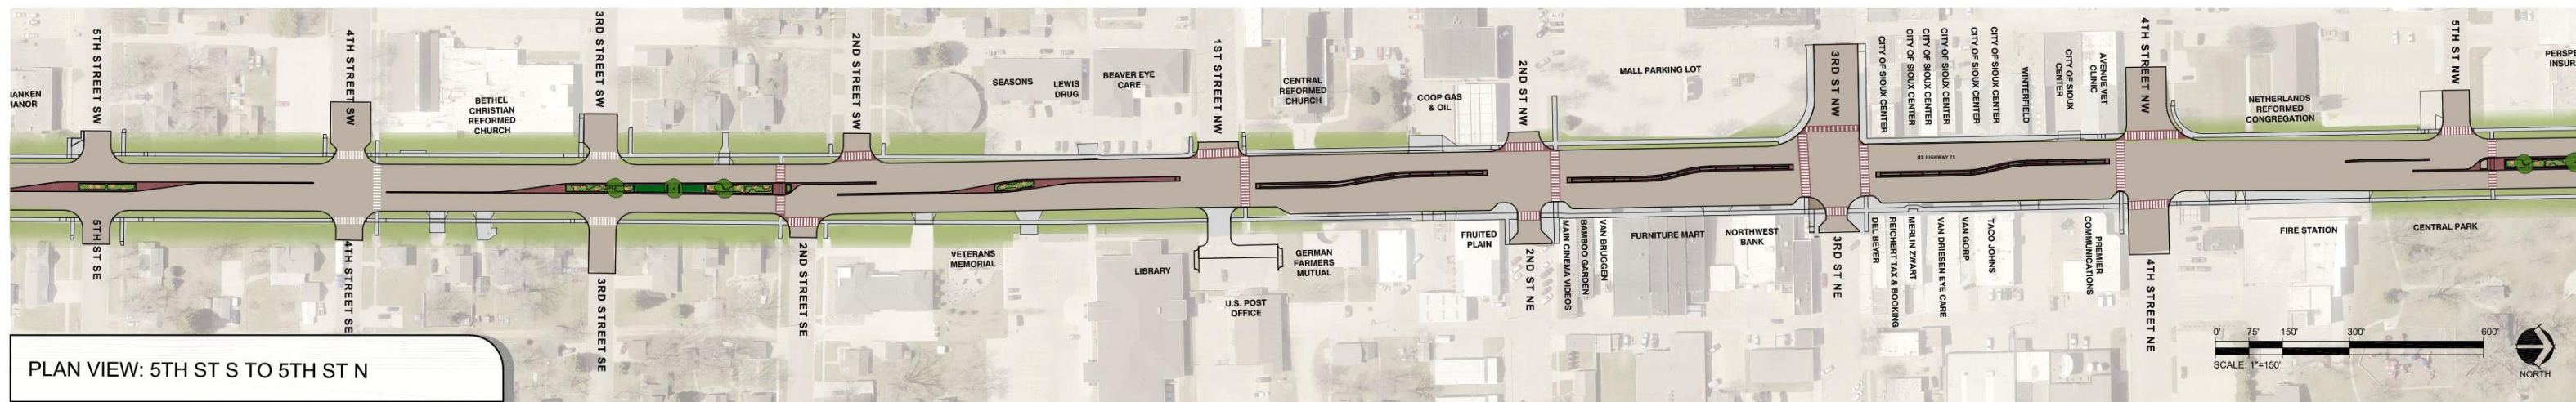 5TH STREET SW
4TH STREET SW
3RD STREET SW
2ND STREET SW
1ST STREET NW
2ND ST NW
3RD ST NW
4TH STREET NW
5TH ST NW
BETHEL
CHRISTIAN
REFORMED
CHURCH
SEASONS
LEWIS
DRUG
BEAVER EYE
CARE
CENTRAL
REFORMED
CHURCH
COOP GAS
& OIL
MALL PARKING LOT
CITY OF SIOUX CENTER
CITY OF SIOUX CENTER
CITY OF SIOUX CENTER
CITY OF SIOUX CENTER
CITY OF SIOUX CENTER
CITY OF SIOUX CENTER
WINTERFIELD
CITY OF SIOUX
CENTER
AVENUE VET
CLINIC
NETHERLANDS
REFORMED
CONGREGATION
US HIGHWAY 75
5TH ST SE
4TH STREET SE
3RD STREET SE
2ND STREET SE
VETERANS
MEMORIAL
LIBRARY
U.S. POST
OFFICE
GERMAN
FARMERS
MUTUAL
FRUITED
PLAIN
2ND ST NE
MAIN CINEMA VIDEOS
BAMBOO GARDEN
VAN BRUGGEN
FURNITURE MART
NORTHWEST
BANK
3RD ST NE
DEL BEYER
REICHERT TAX & BOOKING
MERLIN ZWART
VAN DRIESEN EYE CARE
VAN GORP
TACO JOHNS
PREMIER
COMMUNICATIONS
4TH STREET NE
FIRE STATION
CENTRAL PARK
0' 75' 150' 300' 600'
SCALE: 1"=150'
NORTH
PLAN VIEW: 5TH ST S TO 5TH ST N